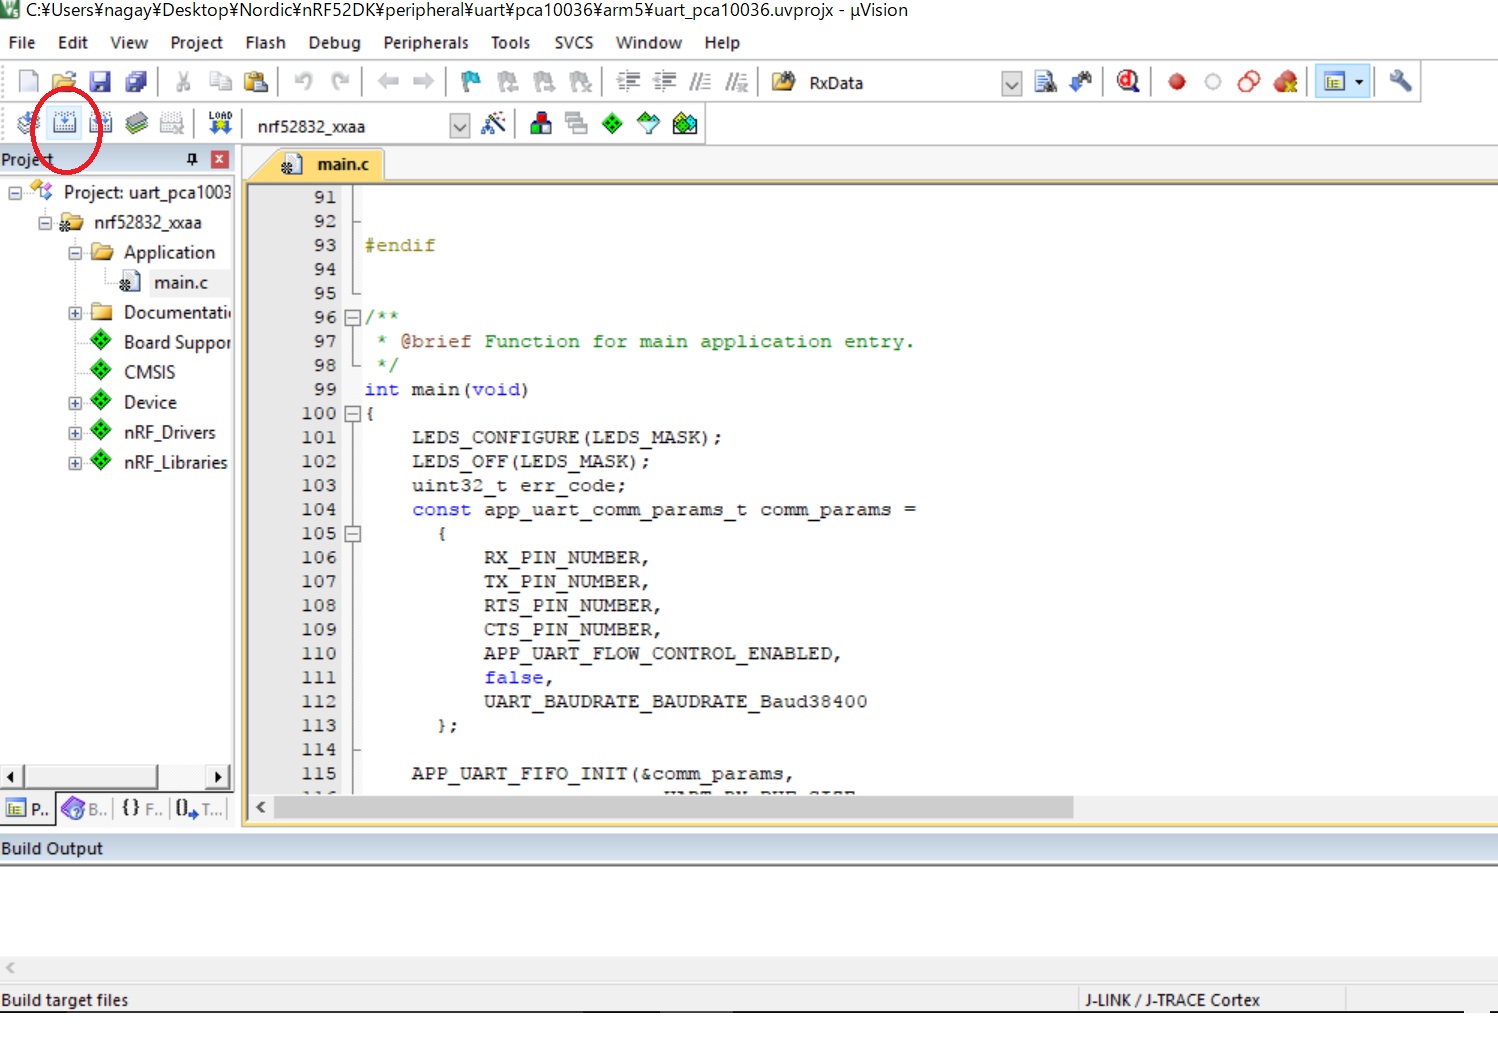 C:¥Users¥nagay¥Desktop¥Nordic¥nRF52DK¥peripheral¥uart¥pca10036¥arm5¥uart_pca10036.uvprojx - µVision
File Edit View Project Flash Debug Peripherals Tools SVCS Window Help
RxData
LOAD nrf52832_xxaa
Project
main.c
Project: uart_pca1003
nrf52832_xxaa
Application
main.c
Documentati
Board Suppor
CMSIS
Device
nRF_Drivers
nRF_Libraries
91
92
93 #endif
94
95
96 /**
97 * @brief Function for main application entry.
98 */
99 int main(void)
100 {
101 LEDS_CONFIGURE(LEDS_MASK);
102 LEDS_OFF(LEDS_MASK);
103 uint32_t err_code;
104 const app_uart_comm_params_t comm_params =
105 {
106 RX_PIN_NUMBER,
107 TX_PIN_NUMBER,
108 RTS_PIN_NUMBER,
109 CTS_PIN_NUMBER,
110 APP_UART_FLOW_CONTROL_ENABLED,
111 false,
112 UART_BAUDRATE_BAUDRATE_Baud38400
113 };
114
115 APP_UART_FIFO_INIT(&comm_params,
P.. B.. {} F.. T...
Build Output
Build target files J-LINK / J-TRACE Cortex